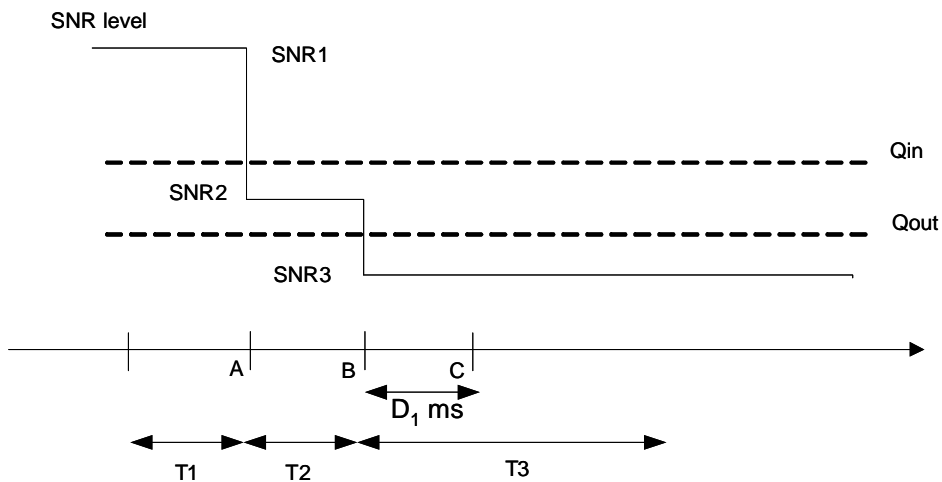 SNR level
SNR1
Qin
SNR2
Qout
SNR3
A B C
D₁ ms
T1 T2 T3